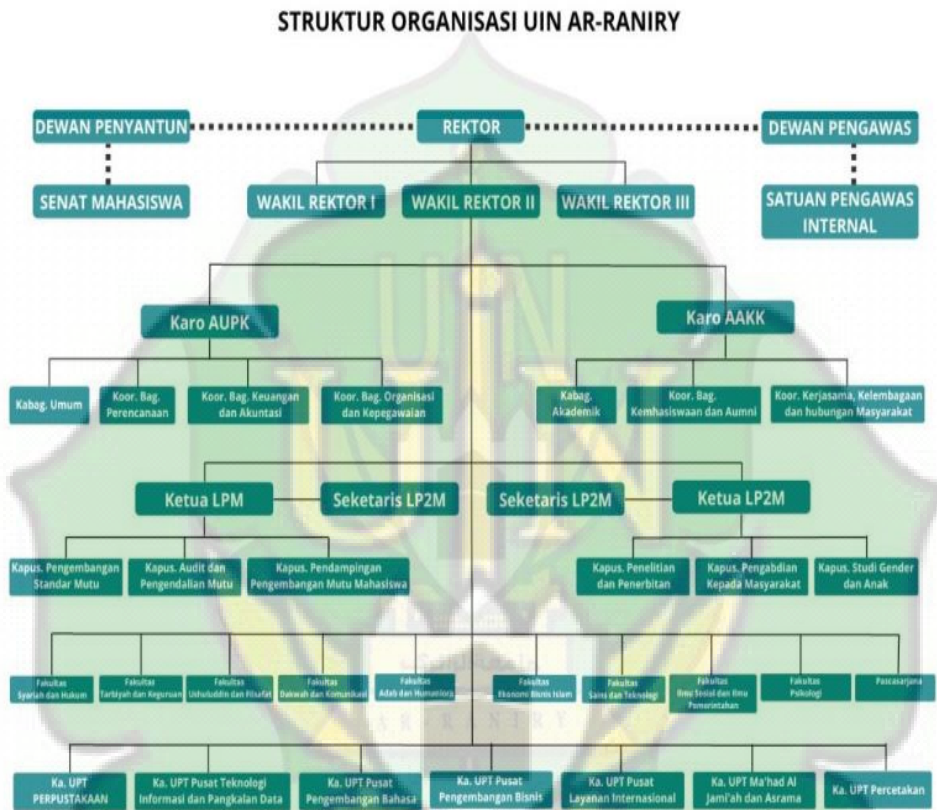 STRUKTUR ORGANISASI UIN AR-RANIRY
DEWAN PENYANTUN
REKTOR
DEWAN PENGAWAS
SENAT MAHASISWA
WAKIL REKTOR I
WAKIL REKTOR II
WAKIL REKTOR III
SATUAN PENGAWAS
INTERNAL
UIN
UIN
Karo AUPK
Karo AAKK
Kabag. Umum
Koor. Bag.
Perencanaan
Koor. Bag. Keuangan
dan Akuntasi
Koor. Bag. Organisasi
dan Kepegawaian
Kabag.
Akademik
Koor. Bag.
Kemhasiswaan dan Aumni
Koor. Kerjasama, Kelembagaan
dan hubungan Masyarakat
Ketua LPM
Seketaris LP2M
Seketaris LP2M
Ketua LP2M
Kapus. Pengembangan
Standar Mutu
Kapus. Audit dan
Pengendalian Mutu
Kapus. Pendampingan
Pengembangan Mutu Mahasiswa
Kapus. Penelitian
dan Penerbitan
Kapus. Pengabdian
Kepada Masyarakat
Kapus. Studi Gender
dan Anak
Fakultas
Syariah dan Hukum
Fakultas
Tarbiyah dan Keguruan
Fakultas
Ushuluddin dan Filsafat
Fakultas
Dakwah dan Komunikasi
Fakultas
Adab dan Humaniora
Fakultas
Ekonomi Bisnis Islam
Fakultas
Sains dan Teknologi
Fakultas
Ilmu Sosial dan Ilmu
Pemerintahan
Fakultas
Psikologi
Pascasarjana
AR-RANIRY
Ka. UPT
PERPUSTAKAAN
Ka. UPT Pusat Teknologi
Informasi dan Pangkalan Data
Ka. UPT Pusat
Pengembangan Bahasa
Ka. UPT Pusat
Pengembangan Bisnis
Ka. UPT Pusat
Layanan Internasional
Ka. UPT Ma'had Al
Jami'ah dan Asrama
Ka. UPT Percetakan